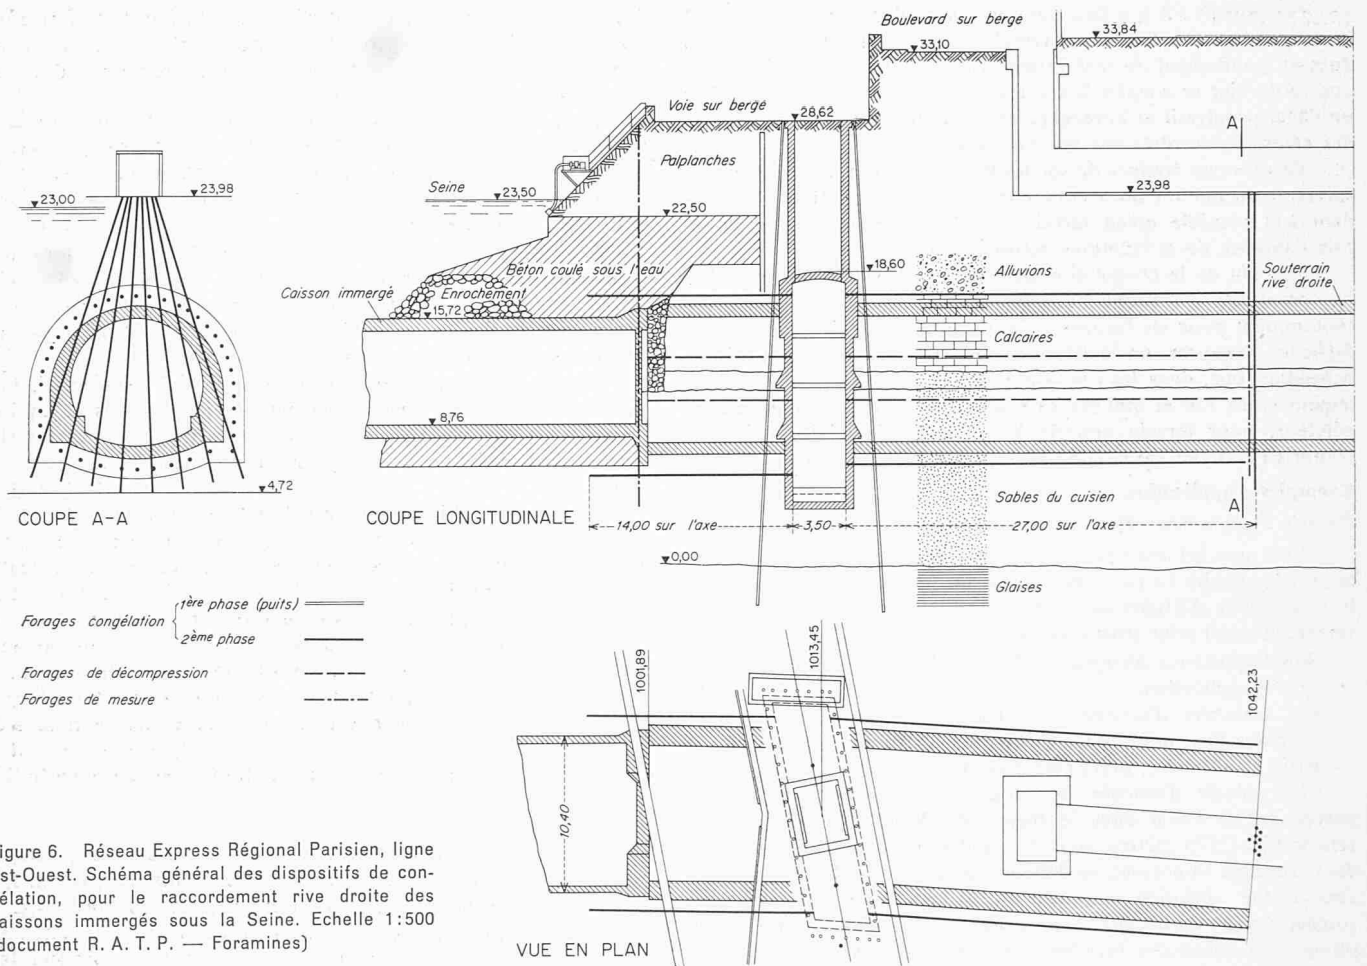 Boulevard sur berge
33,10
33,84
Voie sur berge
28,62
A
Palplanches
23,98
Seine
23,50
23,00
23,98
22,50
18,60
Alluvions
Béton coulé sous l'eau
Souterrain
rive droite
Caisson immergé
Enrochement
15,72
Calcaires
8,76
4,72
Sables du cuisien
A
COUPE A-A
COUPE LONGITUDINALE
14,00 sur l'axe
3,50
27,00 sur l'axe
0,00
Glaises
Forages congélation
1ère phase (puits)
2ème phase
Forages de décompression
Forages de mesure
1001,89
1013,45
1042,23
10,40
VUE EN PLAN
igure 6. Réseau Express Régional Parisien, ligne
st-Ouest. Schéma général des dispositifs de con-
élation, pour le raccordement rive droite des
aissons immergés sous la Seine. Echelle 1:500
document R. A. T. P. — Foramines)